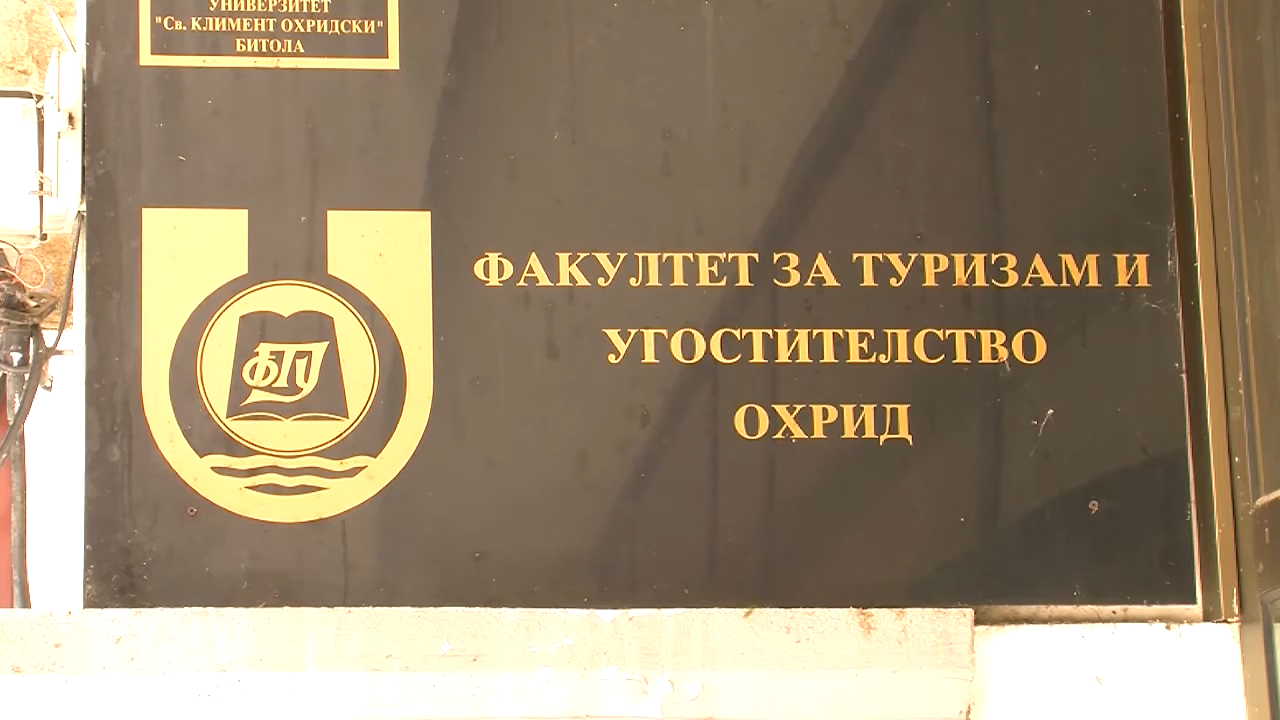 УНИВЕРЗИТЕТ
"Св. КЛИМЕНТ ОХРИДСКИ"
БИТОЛА
ФАКУЛТЕТ ЗА ТУРИЗАМ И
УГОСТИТЕЛСТВО
ОХРИД
ФТУ